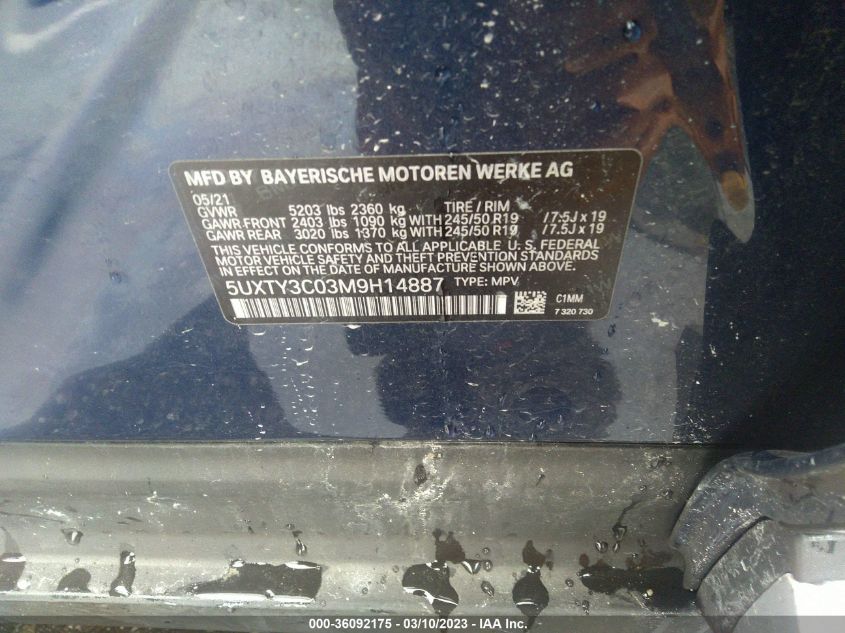 MFD BY BAYERISCHE MOTOREN WERKE AG
05/21 TIRE / RIM
GVWR 5203 lbs 2360 kg
GAWR FRONT 2403 lbs 1090 kg WITH 245/50 R19 / 7.5J x 19
GAWR REAR 3020 lbs 1370 kg WITH 245/50 R19 / 7.5J x 19
THIS VEHICLE CONFORMS TO ALL APPLICABLE U. S. FEDERAL
MOTOR VEHICLE SAFETY AND THEFT PREVENTION STANDARDS
IN EFFECT ON THE DATE OF MANUFACTURE SHOWN ABOVE.
5UXTY3C03M9H14887 TYPE: MPV
C1MM
7 320 730
000-36092175 - 03/10/2023 - IAA Inc.